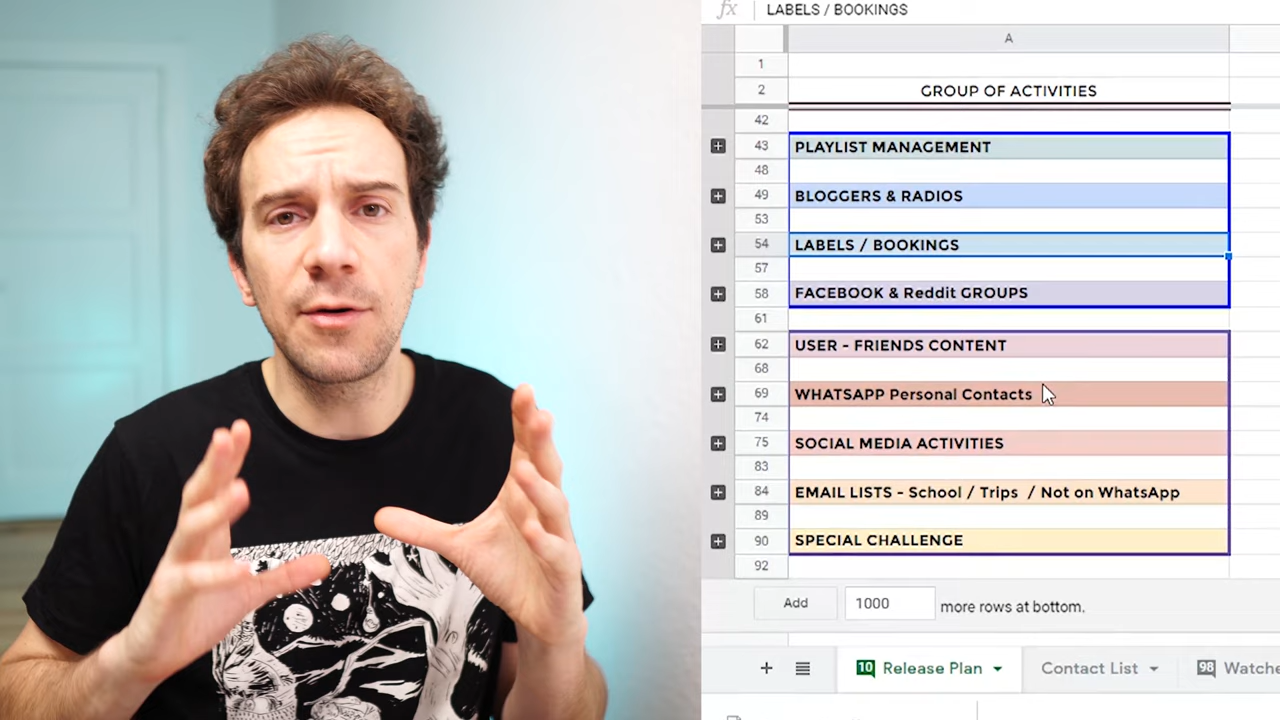 fx LABELS / BOOKINGS
A
1
2 GROUP OF ACTIVITIES
42
43 PLAYLIST MANAGEMENT
48
49 BLOGGERS & RADIOS
53
54 LABELS / BOOKINGS
57
58 FACEBOOK & Reddit GROUPS
61
62 USER - FRIENDS CONTENT
68
69 WHATSAPP Personal Contacts
74
75 SOCIAL MEDIA ACTIVITIES
83
84 EMAIL LISTS - School / Trips / Not on WhatsApp
89
90 SPECIAL CHALLENGE
92
Add 1000 more rows at bottom.
10 Release Plan Contact List 98 Watche